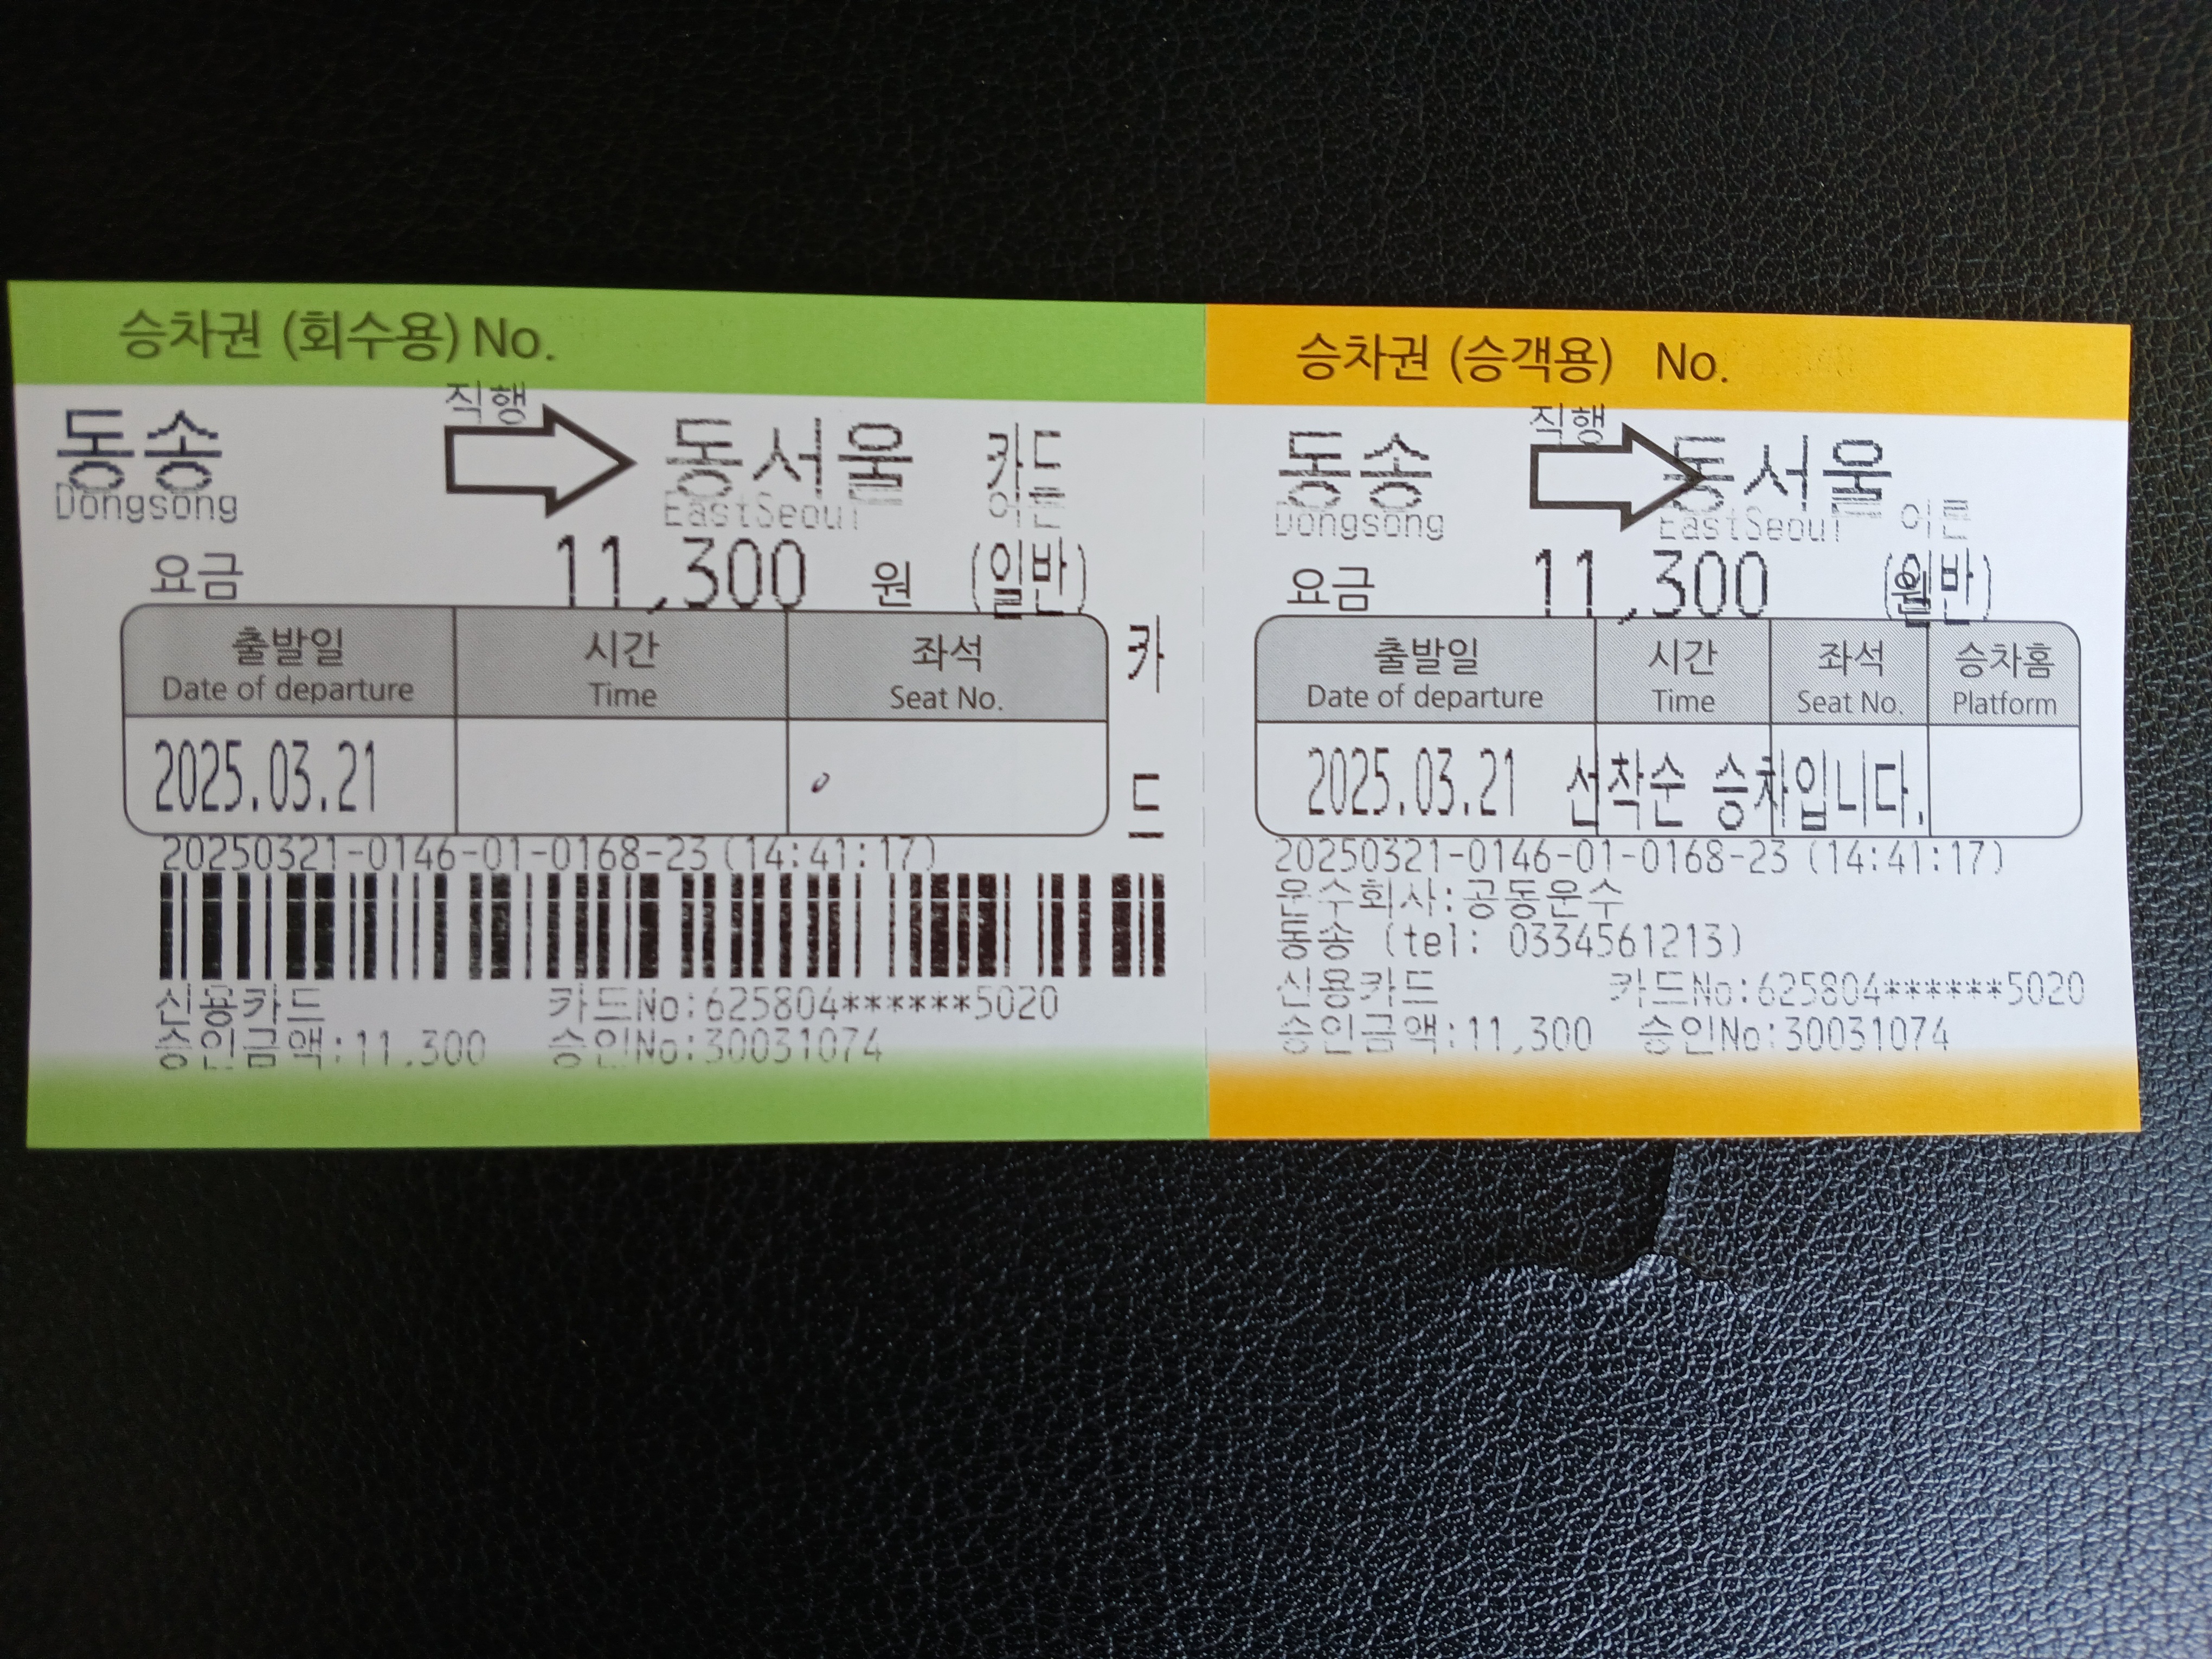 승차권 (회수용) No.
직행
동송 동서울 카드
Dongsong EastSeoul 어른
요금 11,300 원 (일반)
출발일 시간 좌석
Date of departure Time Seat No.
카드
2025.03.21
20250321-0146-01-0168-23 (14:41:17)
신용카드 카드No:625804******5020
승인금액:11,300 승인No:30031074
승차권 (승객용) No.
직행
동송 동서울
Dongsong EastSeoul 어른
요금 11,300 원 (일반)
출발일 시간 좌석 승차홈
Date of departure Time Seat No. Platform
2025.03.21 선착순 승차입니다.
20250321-0146-01-0168-23 (14:41:17)
운수회사:공동운수
동송 (tel: 0334561213)
신용카드 카드No:625804******5020
승인금액:11,300 승인No:30031074